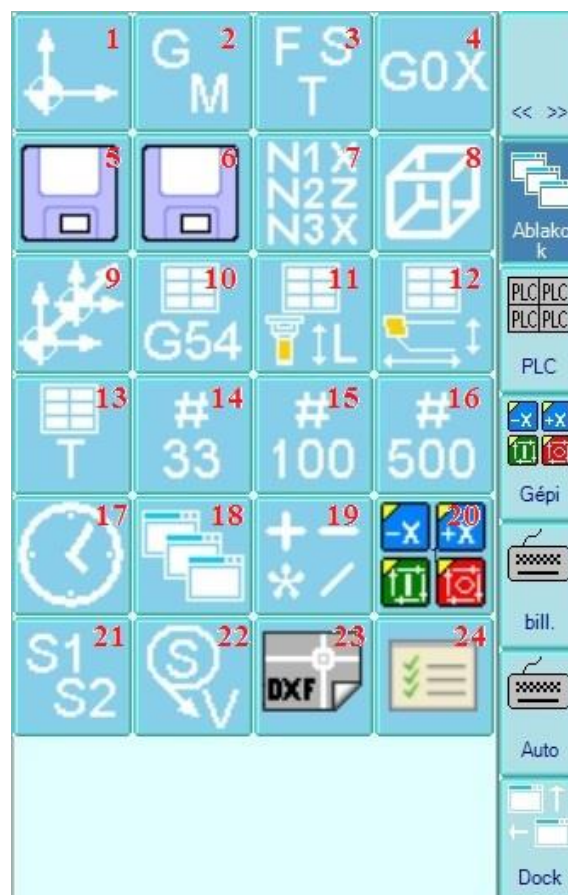 1
2
3
4
G
M
F S
T
G0X
<< >>
5
6
7
8
N1X
N2Z
N3X
Ablako
k
9
10
11
12
G54
L
PLC PLC
PLC PLC
PLC
13
14
15
16
T
#
33
#
100
#
500
-X +X
Gépi
17
18
19
20
+ -
* /
-X +X
bill.
21
22
23
24
S1
S2
S
V
DXF
Auto
Dock